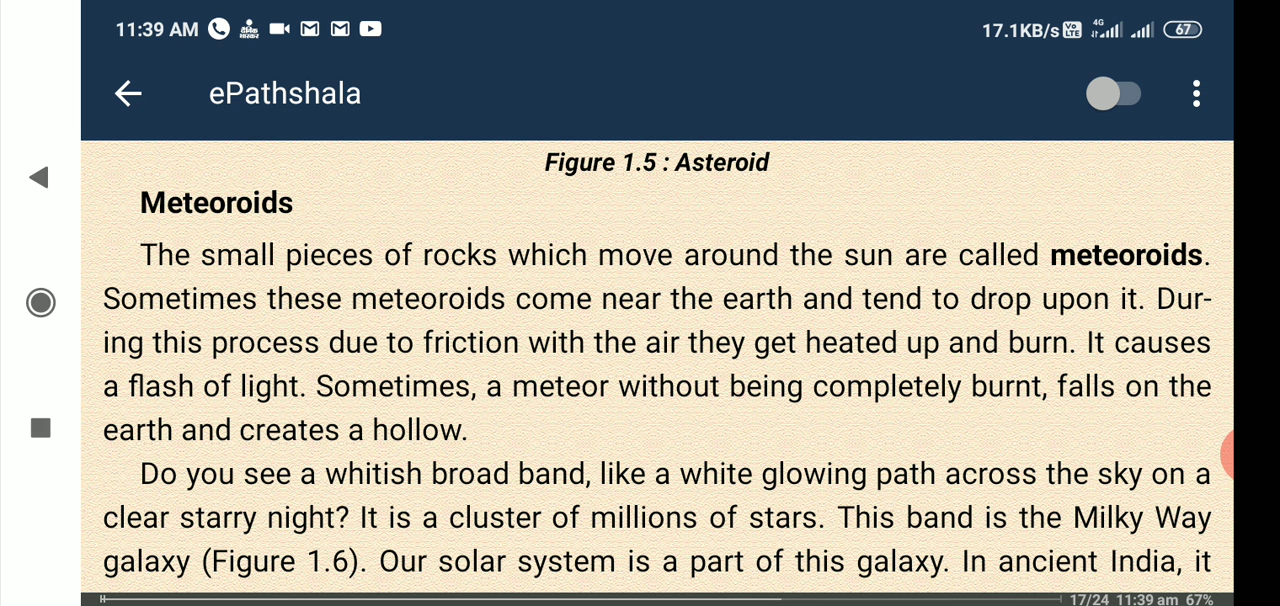 11:39 AM 17.1KB/s Vo LTE 4G 67
ePathshala
Figure 1.5 : Asteroid
Meteoroids
The small pieces of rocks which move around the sun are called meteoroids.
Sometimes these meteoroids come near the earth and tend to drop upon it. Dur-
ing this process due to friction with the air they get heated up and burn. It causes
a flash of light. Sometimes, a meteor without being completely burnt, falls on the
earth and creates a hollow.
Do you see a whitish broad band, like a white glowing path across the sky on a
clear starry night? It is a cluster of millions of stars. This band is the Milky Way
galaxy (Figure 1.6). Our solar system is a part of this galaxy. In ancient India, it
17/24 11:39 am 67%